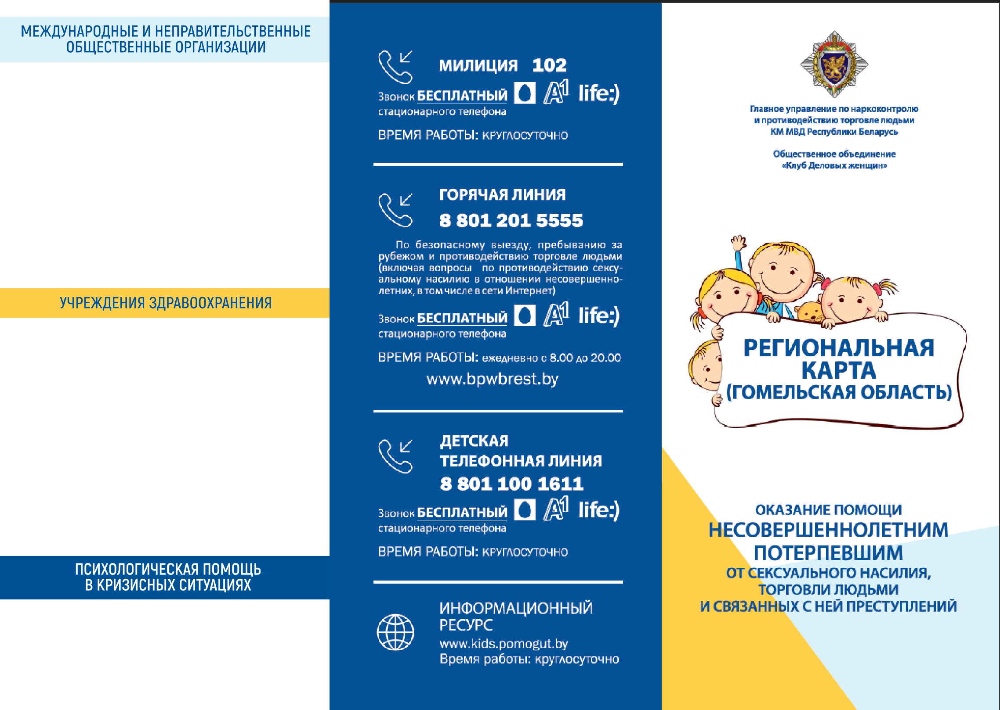 МЕЖДУНАРОДНЫЕ И НЕПРАВИТЕЛЬСТВЕННЫЕ
ОБЩЕСТВЕННЫЕ ОРГАНИЗАЦИИ
УЧРЕЖДЕНИЯ ЗДРАВООХРАНЕНИЯ
ПСИХОЛОГИЧЕСКАЯ ПОМОЩЬ
В КРИЗИСНЫХ СИТУАЦИЯХ
МИЛИЦИЯ 102
Звонок БЕСПЛАТНЫЙ A1 life:)
стационарного телефона
ВРЕМЯ РАБОТЫ: КРУГЛОСУТОЧНО
ГОРЯЧАЯ ЛИНИЯ
8 801 201 5555
По безопасному выезду, пребыванию за
рубежом и противодействию торговле людьми
(включая вопросы по противодействию сексу-
альному насилию в отношении несовершенно-
летних, в том числе в сети Интернет)
Звонок БЕСПЛАТНЫЙ A1 life:)
стационарного телефона
ВРЕМЯ РАБОТЫ: ежедневно с 8.00 до 20.00
www.bpwbrest.by
ДЕТСКАЯ
ТЕЛЕФОННАЯ ЛИНИЯ
8 801 100 1611
Звонок БЕСПЛАТНЫЙ A1 life:)
стационарного телефона
ВРЕМЯ РАБОТЫ: КРУГЛОСУТОЧНО
ИНФОРМАЦИОННЫЙ
РЕСУРС
www.kids.pomogut.by
Время работы: круглосуточно
Главное управление по наркоконтролю
и противодействию торговле людьми
КМ МВД Республики Беларусь
Общественное объединение
«Клуб Деловых женщин»
РЕГИОНАЛЬНАЯ
КАРТА
(ГОМЕЛЬСКАЯ ОБЛАСТЬ)
ОКАЗАНИЕ ПОМОЩИ
НЕСОВЕРШЕННОЛЕТНИМ
ПОТЕРПЕВШИМ
ОТ СЕКСУАЛЬНОГО НАСИЛИЯ,
ТОРГОВЛИ ЛЮДЬМИ
И СВЯЗАННЫХ С НЕЙ ПРЕСТУПЛЕНИЙ